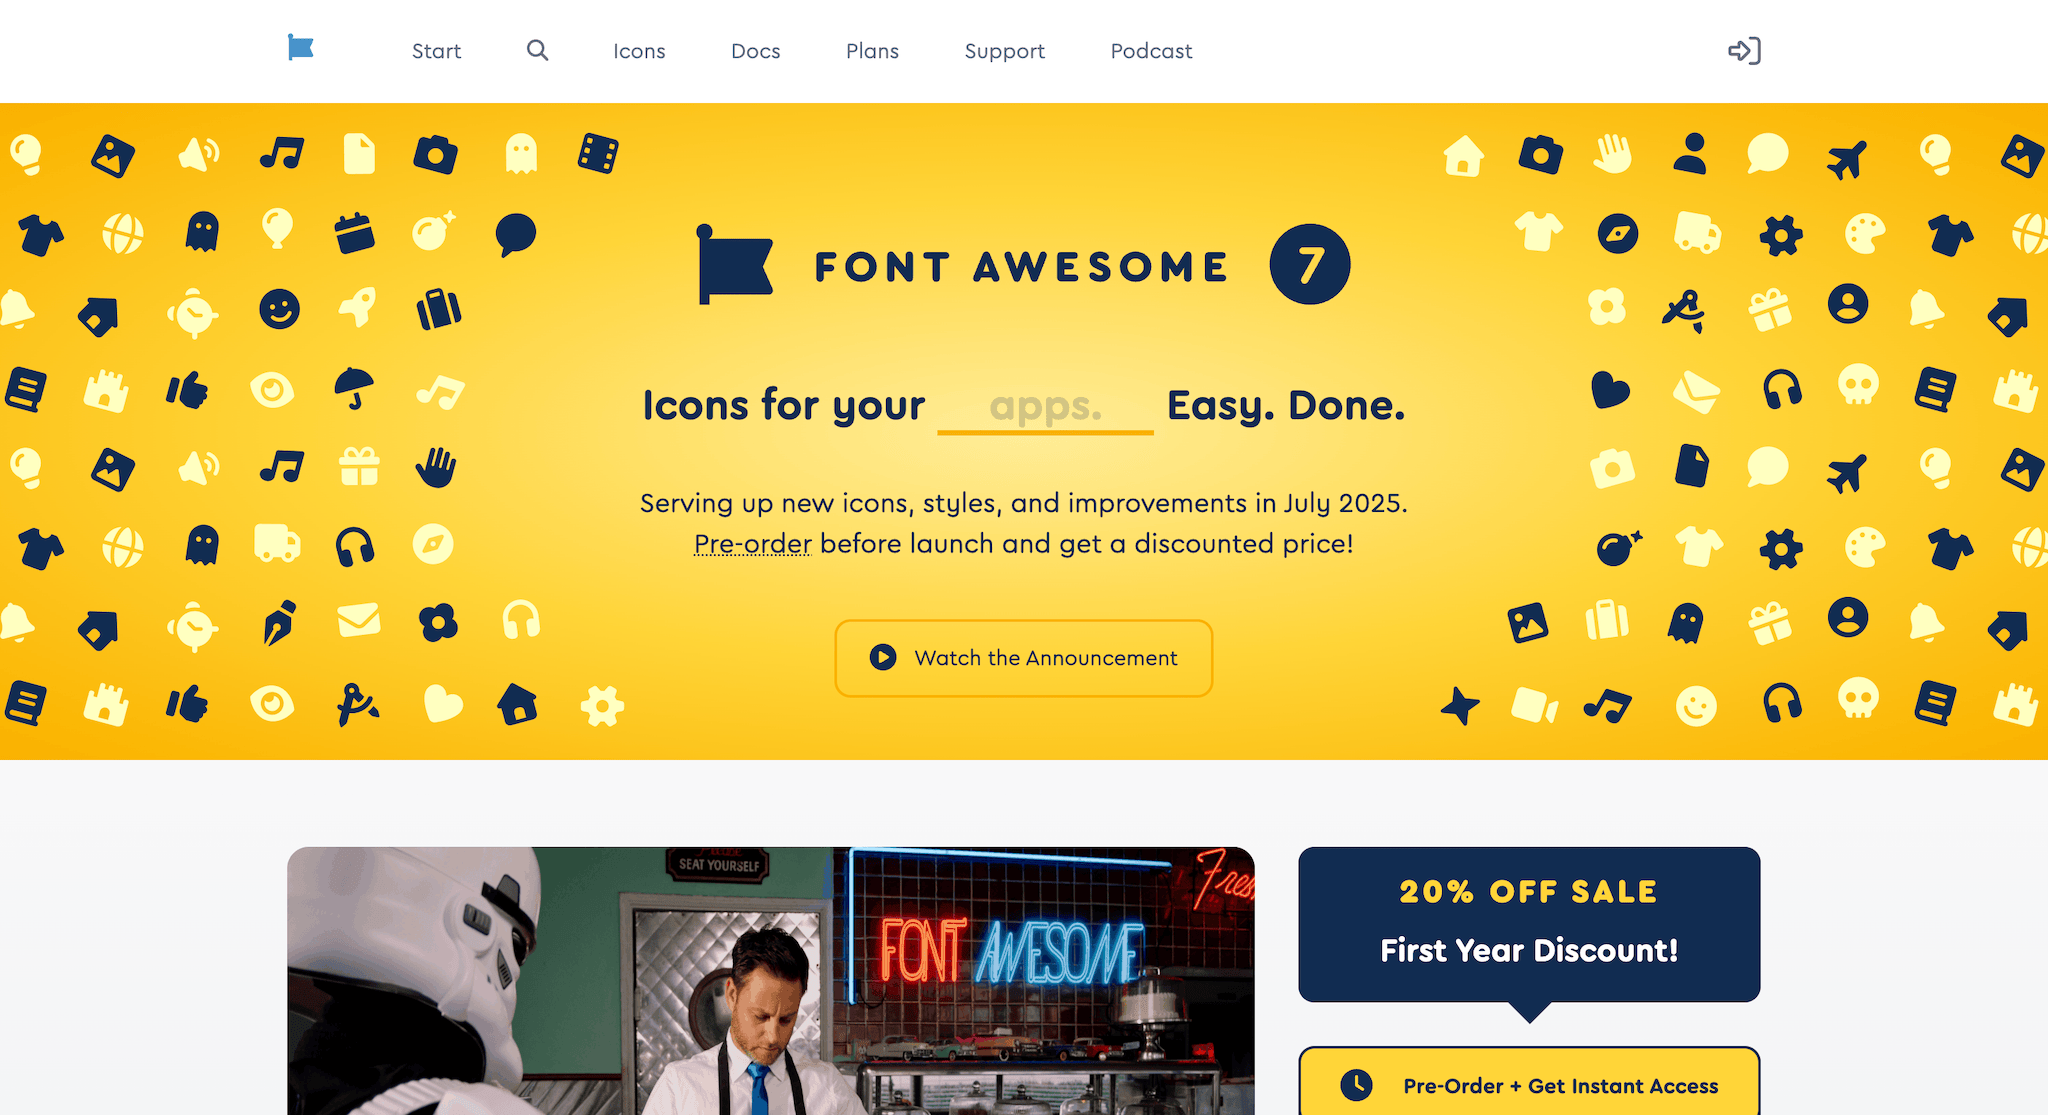 Start
Icons
Docs
Plans
Support
Podcast
FONT AWESOME 7
Icons for your apps. Easy. Done.
Serving up new icons, styles, and improvements in July 2025.
Pre-order before launch and get a discounted price!
Watch the Announcement
SEAT YOURSELF
FONT AWESOME
20% OFF SALE
First Year Discount!
Pre-Order + Get Instant Access